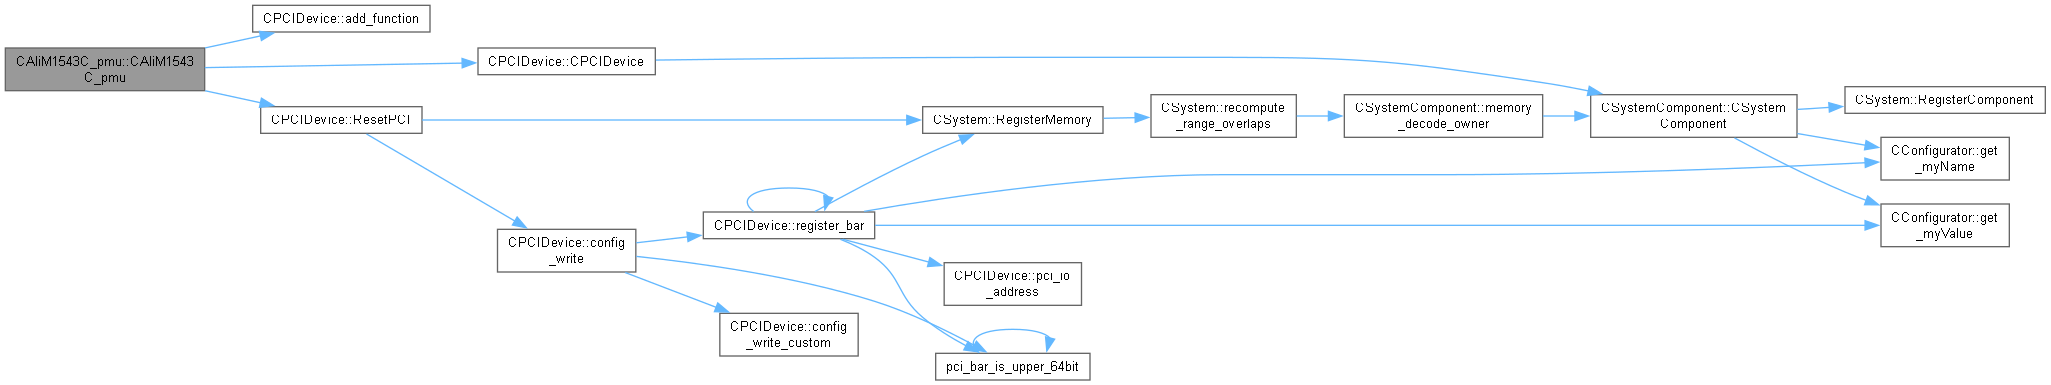 CPCIDevice::add_function
CAliM1543C_pmu::CAliM1543
C_pmu
CPCIDevice::CPCIDevice
CPCIDevice::ResetPCI
CSystem::RegisterMemory
CSystem::recompute
_range_overlaps
CSystemComponent::memory
_decode_owner
CSystemComponent::CSystem
Component
CSystem::RegisterComponent
CConfigurator::get
_myName
CConfigurator::get
_myValue
CPCIDevice::register_bar
CPCIDevice::config
_write
CPCIDevice::pci_io
_address
CPCIDevice::config
_write_custom
pci_bar_is_upper_64bit